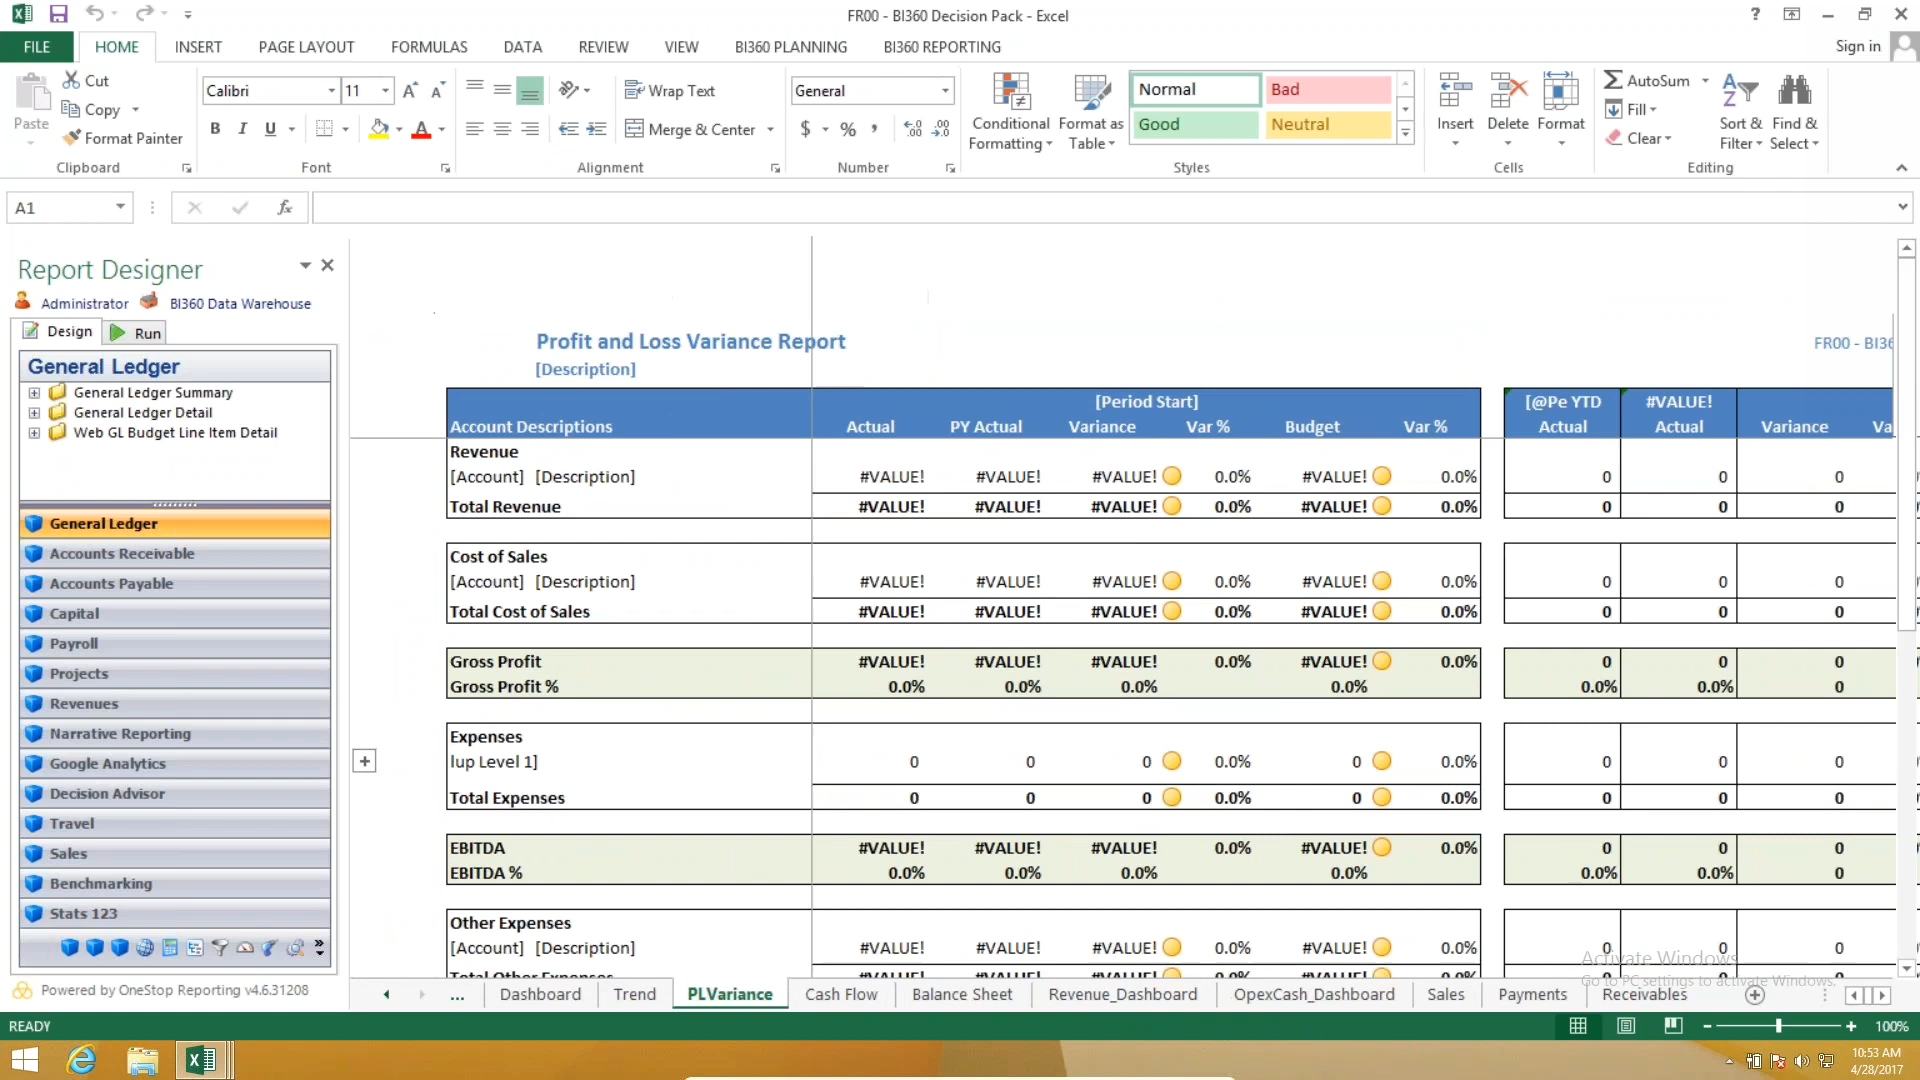 FR00 - BI360 Decision Pack - Excel
FILE HOME INSERT PAGE LAYOUT FORMULAS DATA REVIEW VIEW BI360 PLANNING BI360 REPORTING Sign in
Paste Cut Copy Format Painter Clipboard
Calibri 11 B I U A Font
Wrap Text Merge & Center Alignment
General $ % , Number
Conditional Formatting Format as Table Normal Bad Good Neutral Styles
Insert Delete Format Cells
AutoSum Fill Clear Sort & Filter Find & Select Editing
A1 fx
Report Designer
Administrator BI360 Data Warehouse
Design Run
General Ledger
General Ledger Summary
General Ledger Detail
Web GL Budget Line Item Detail
General Ledger
Accounts Receivable
Accounts Payable
Capital
Payroll
Projects
Revenues
Narrative Reporting
Google Analytics
Decision Advisor
Travel
Sales
Benchmarking
Stats 123
Powered by OneStop Reporting v4.6.31208
Profit and Loss Variance Report FR00 - BI36
[Description]
[Period Start] [@Pe YTD #VALUE!
Account Descriptions Actual PY Actual Variance Var % Budget Var % Actual Actual Variance Va
Revenue
[Account] [Description] #VALUE! #VALUE! #VALUE! 0.0% #VALUE! 0.0% 0 0 0
Total Revenue #VALUE! #VALUE! #VALUE! 0.0% #VALUE! 0.0% 0 0 0
Cost of Sales
[Account] [Description] #VALUE! #VALUE! #VALUE! 0.0% #VALUE! 0.0% 0 0 0
Total Cost of Sales #VALUE! #VALUE! #VALUE! 0.0% #VALUE! 0.0% 0 0 0
Gross Profit #VALUE! #VALUE! #VALUE! 0.0% #VALUE! 0.0% 0 0 0
Gross Profit % 0.0% 0.0% 0.0% 0.0% 0.0% 0.0% 0
Expenses
lup Level 1] 0 0 0 0.0% 0 0.0% 0 0 0
Total Expenses 0 0 0 0.0% 0 0.0% 0 0 0
EBITDA #VALUE! #VALUE! #VALUE! 0.0% #VALUE! 0.0% 0 0 0
EBITDA % 0.0% 0.0% 0.0% 0.0% 0.0% 0.0% 0
Other Expenses
[Account] [Description] #VALUE! #VALUE! #VALUE! 0.0% #VALUE! 0.0% 0 0 0
Total Other Expenses #VALUE! #VALUE! #VALUE! 0.0% #VALUE! 0.0% 0 0 0
Activate Windows
Go to PC settings to activate Windows.
... Dashboard Trend PLVariance Cash Flow Balance Sheet Revenue_Dashboard OpexCash_Dashboard Sales Payments Receivables
READY 100%
10:53 AM
4/28/2017